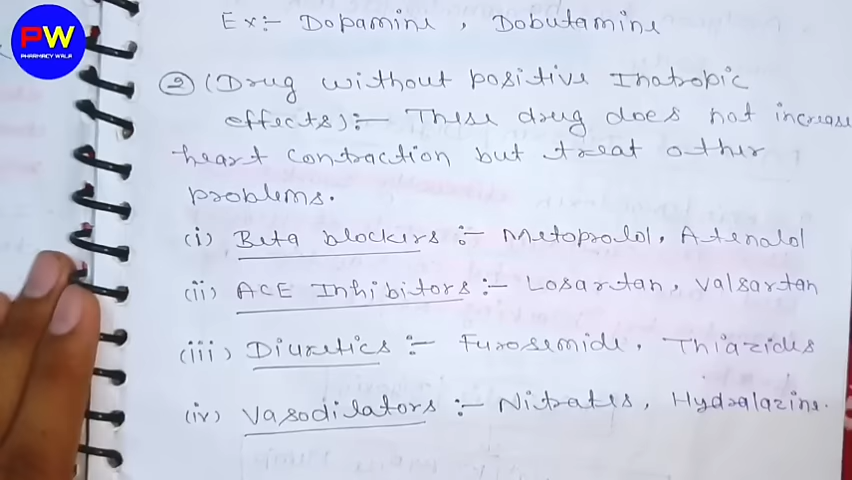 PW
PHARMACY WALA
Ex:- Dopamine, Dobutamine
② (Drug without positive Inatropic
effects):- These drug does not increase
heart contraction but treat other
problems.
(i) Beta blockers :- Metoprolol, Atenalol
(ii) ACE Inhibitors :- Losartan, Valsartan
(iii) Diuretics :- Furosemide, Thiazides
(iv) Vasodilators :- Nitrates, Hydralazine.